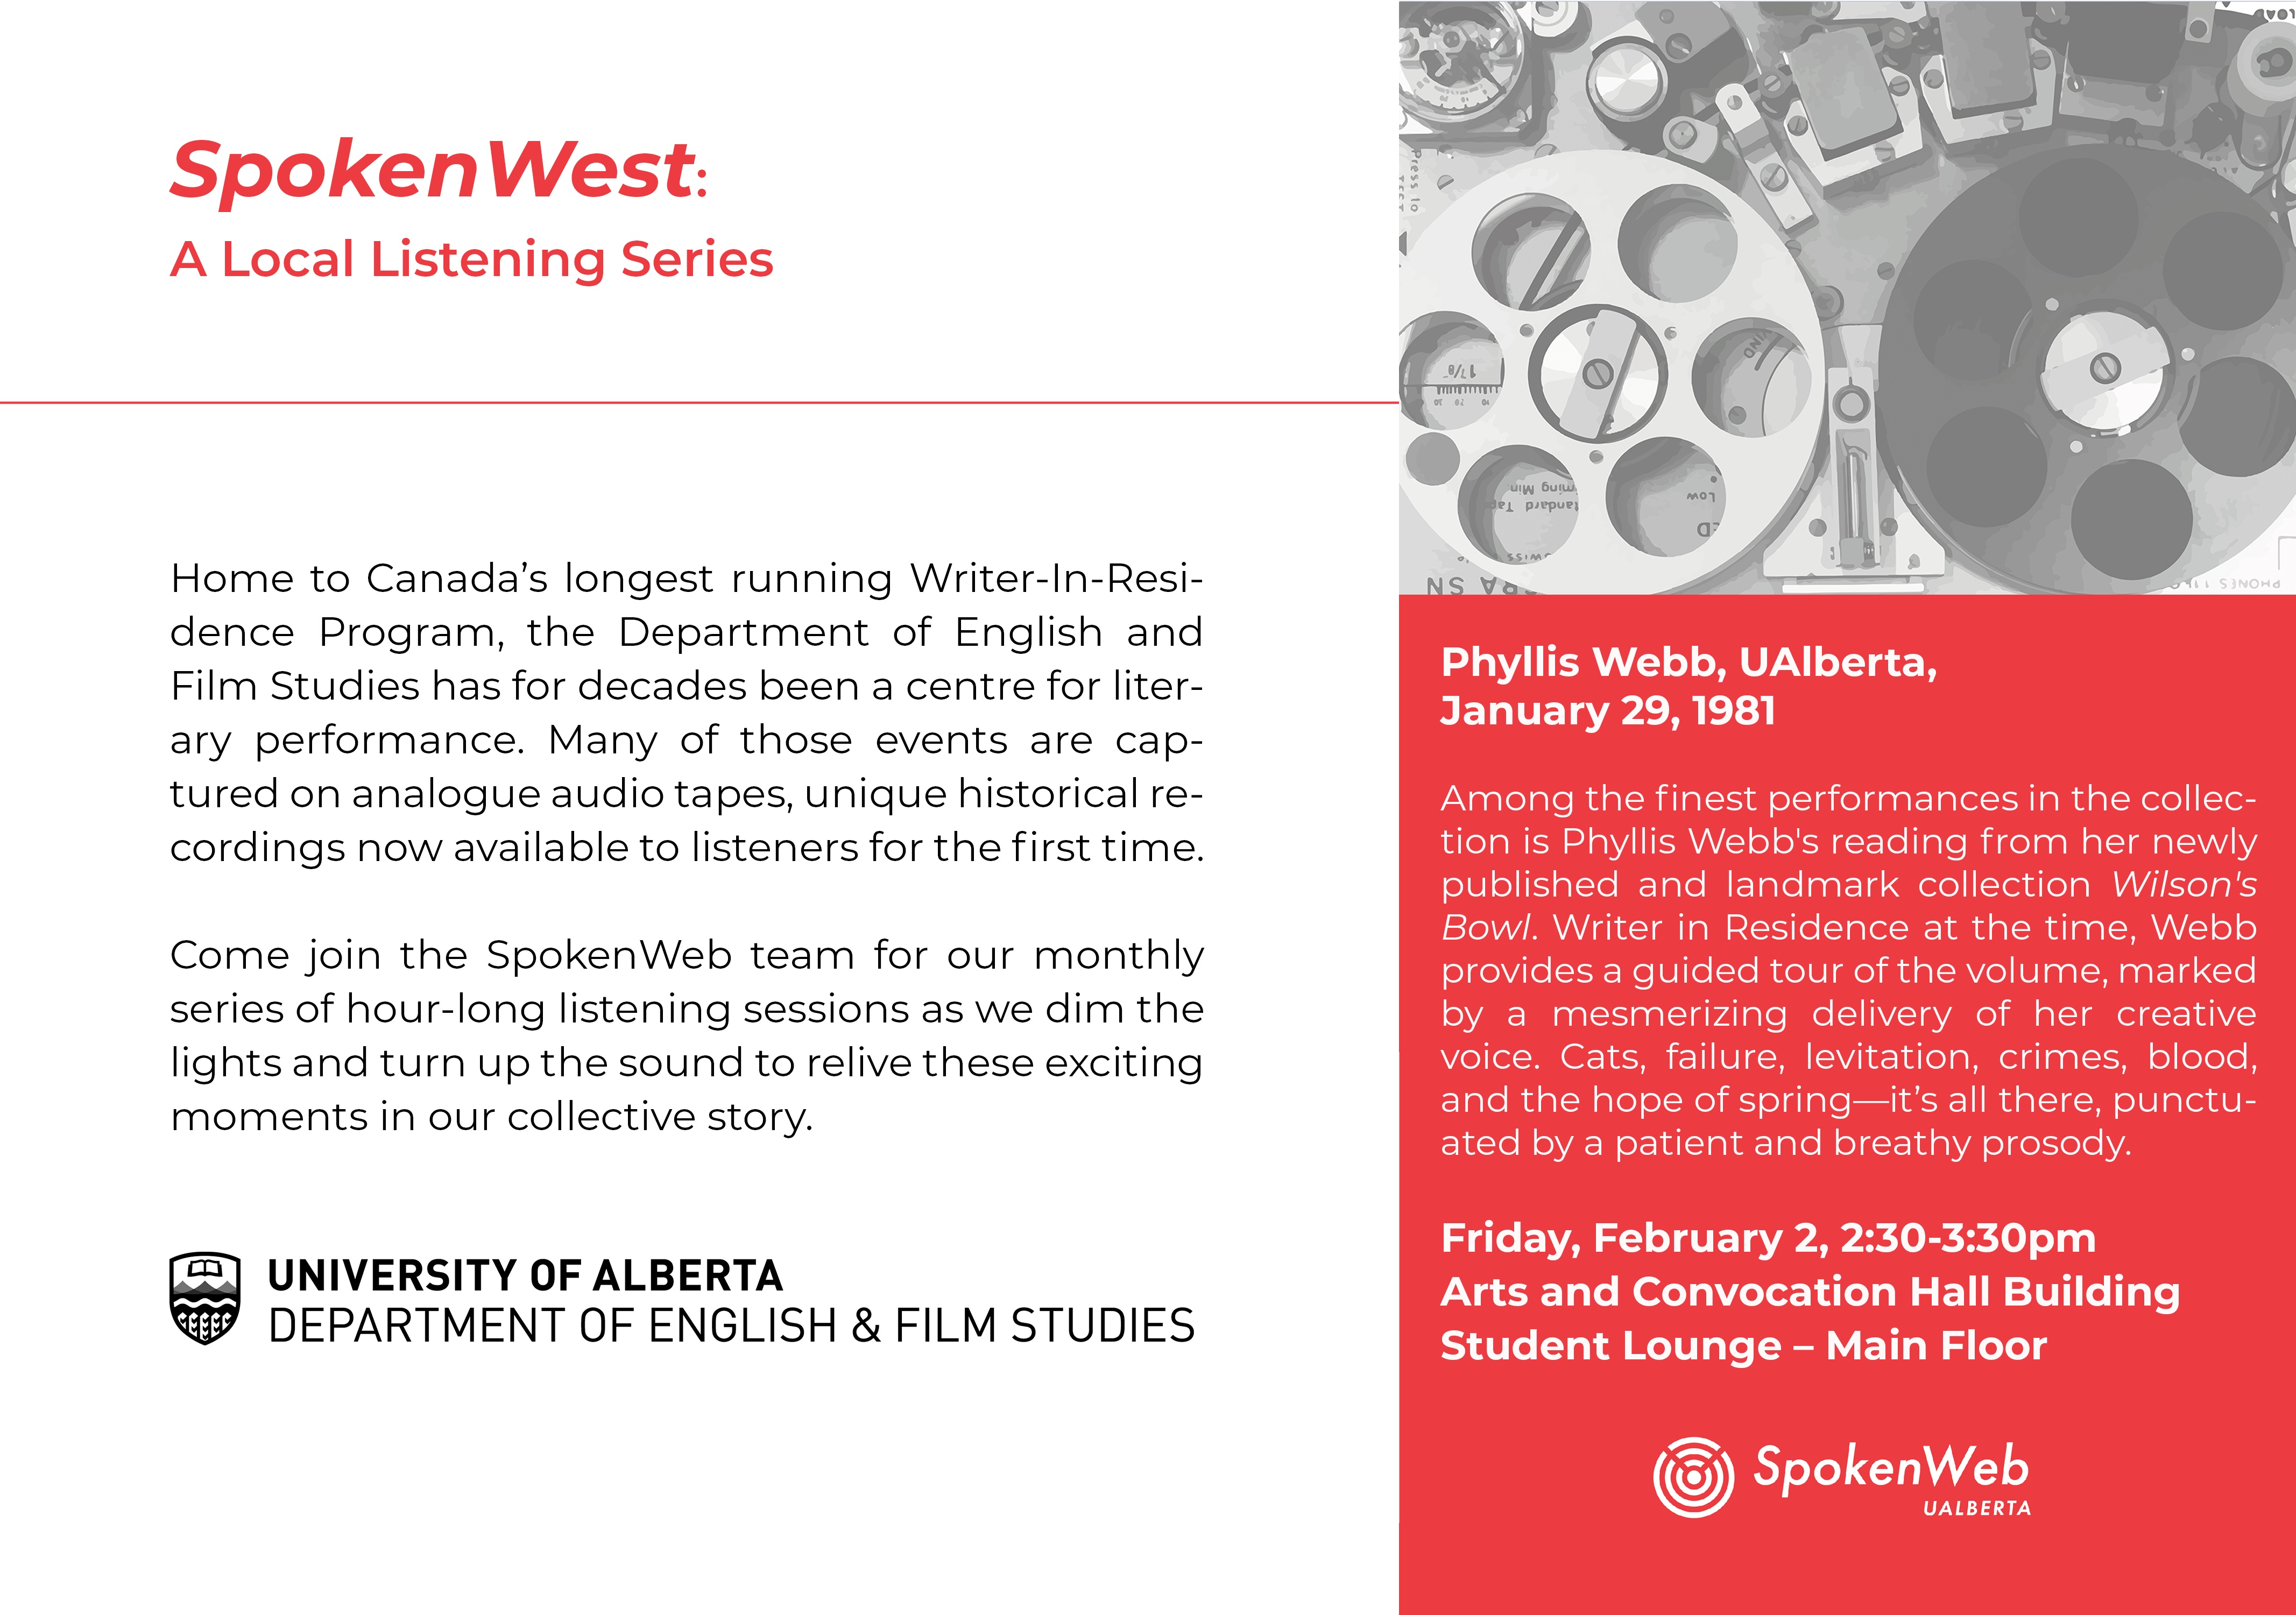 SpokenWest:
A Local Listening Series
Home to Canada’s longest running Writer-In-Resi-
dence Program, the Department of English and
Film Studies has for decades been a centre for liter-
ary performance. Many of those events are cap-
tured on analogue audio tapes, unique historical re-
cordings now available to listeners for the first time.
Come join the SpokenWeb team for our monthly
series of hour-long listening sessions as we dim the
lights and turn up the sound to relive these exciting
moments in our collective story.
UNIVERSITY OF ALBERTA
DEPARTMENT OF ENGLISH & FILM STUDIES
Press to
1 7/8"
Low
Phyllis Webb, UAlberta,
January 29, 1981
Among the finest performances in the collec-
tion is Phyllis Webb's reading from her newly
published and landmark collection Wilson's
Bowl. Writer in Residence at the time, Webb
provides a guided tour of the volume, marked
by a mesmerizing delivery of her creative
voice. Cats, failure, levitation, crimes, blood,
and the hope of spring—it’s all there, punctu-
ated by a patient and breathy prosody.
Friday, February 2, 2:30-3:30pm
Arts and Convocation Hall Building
Student Lounge – Main Floor
SpokenWeb
UALBERTA